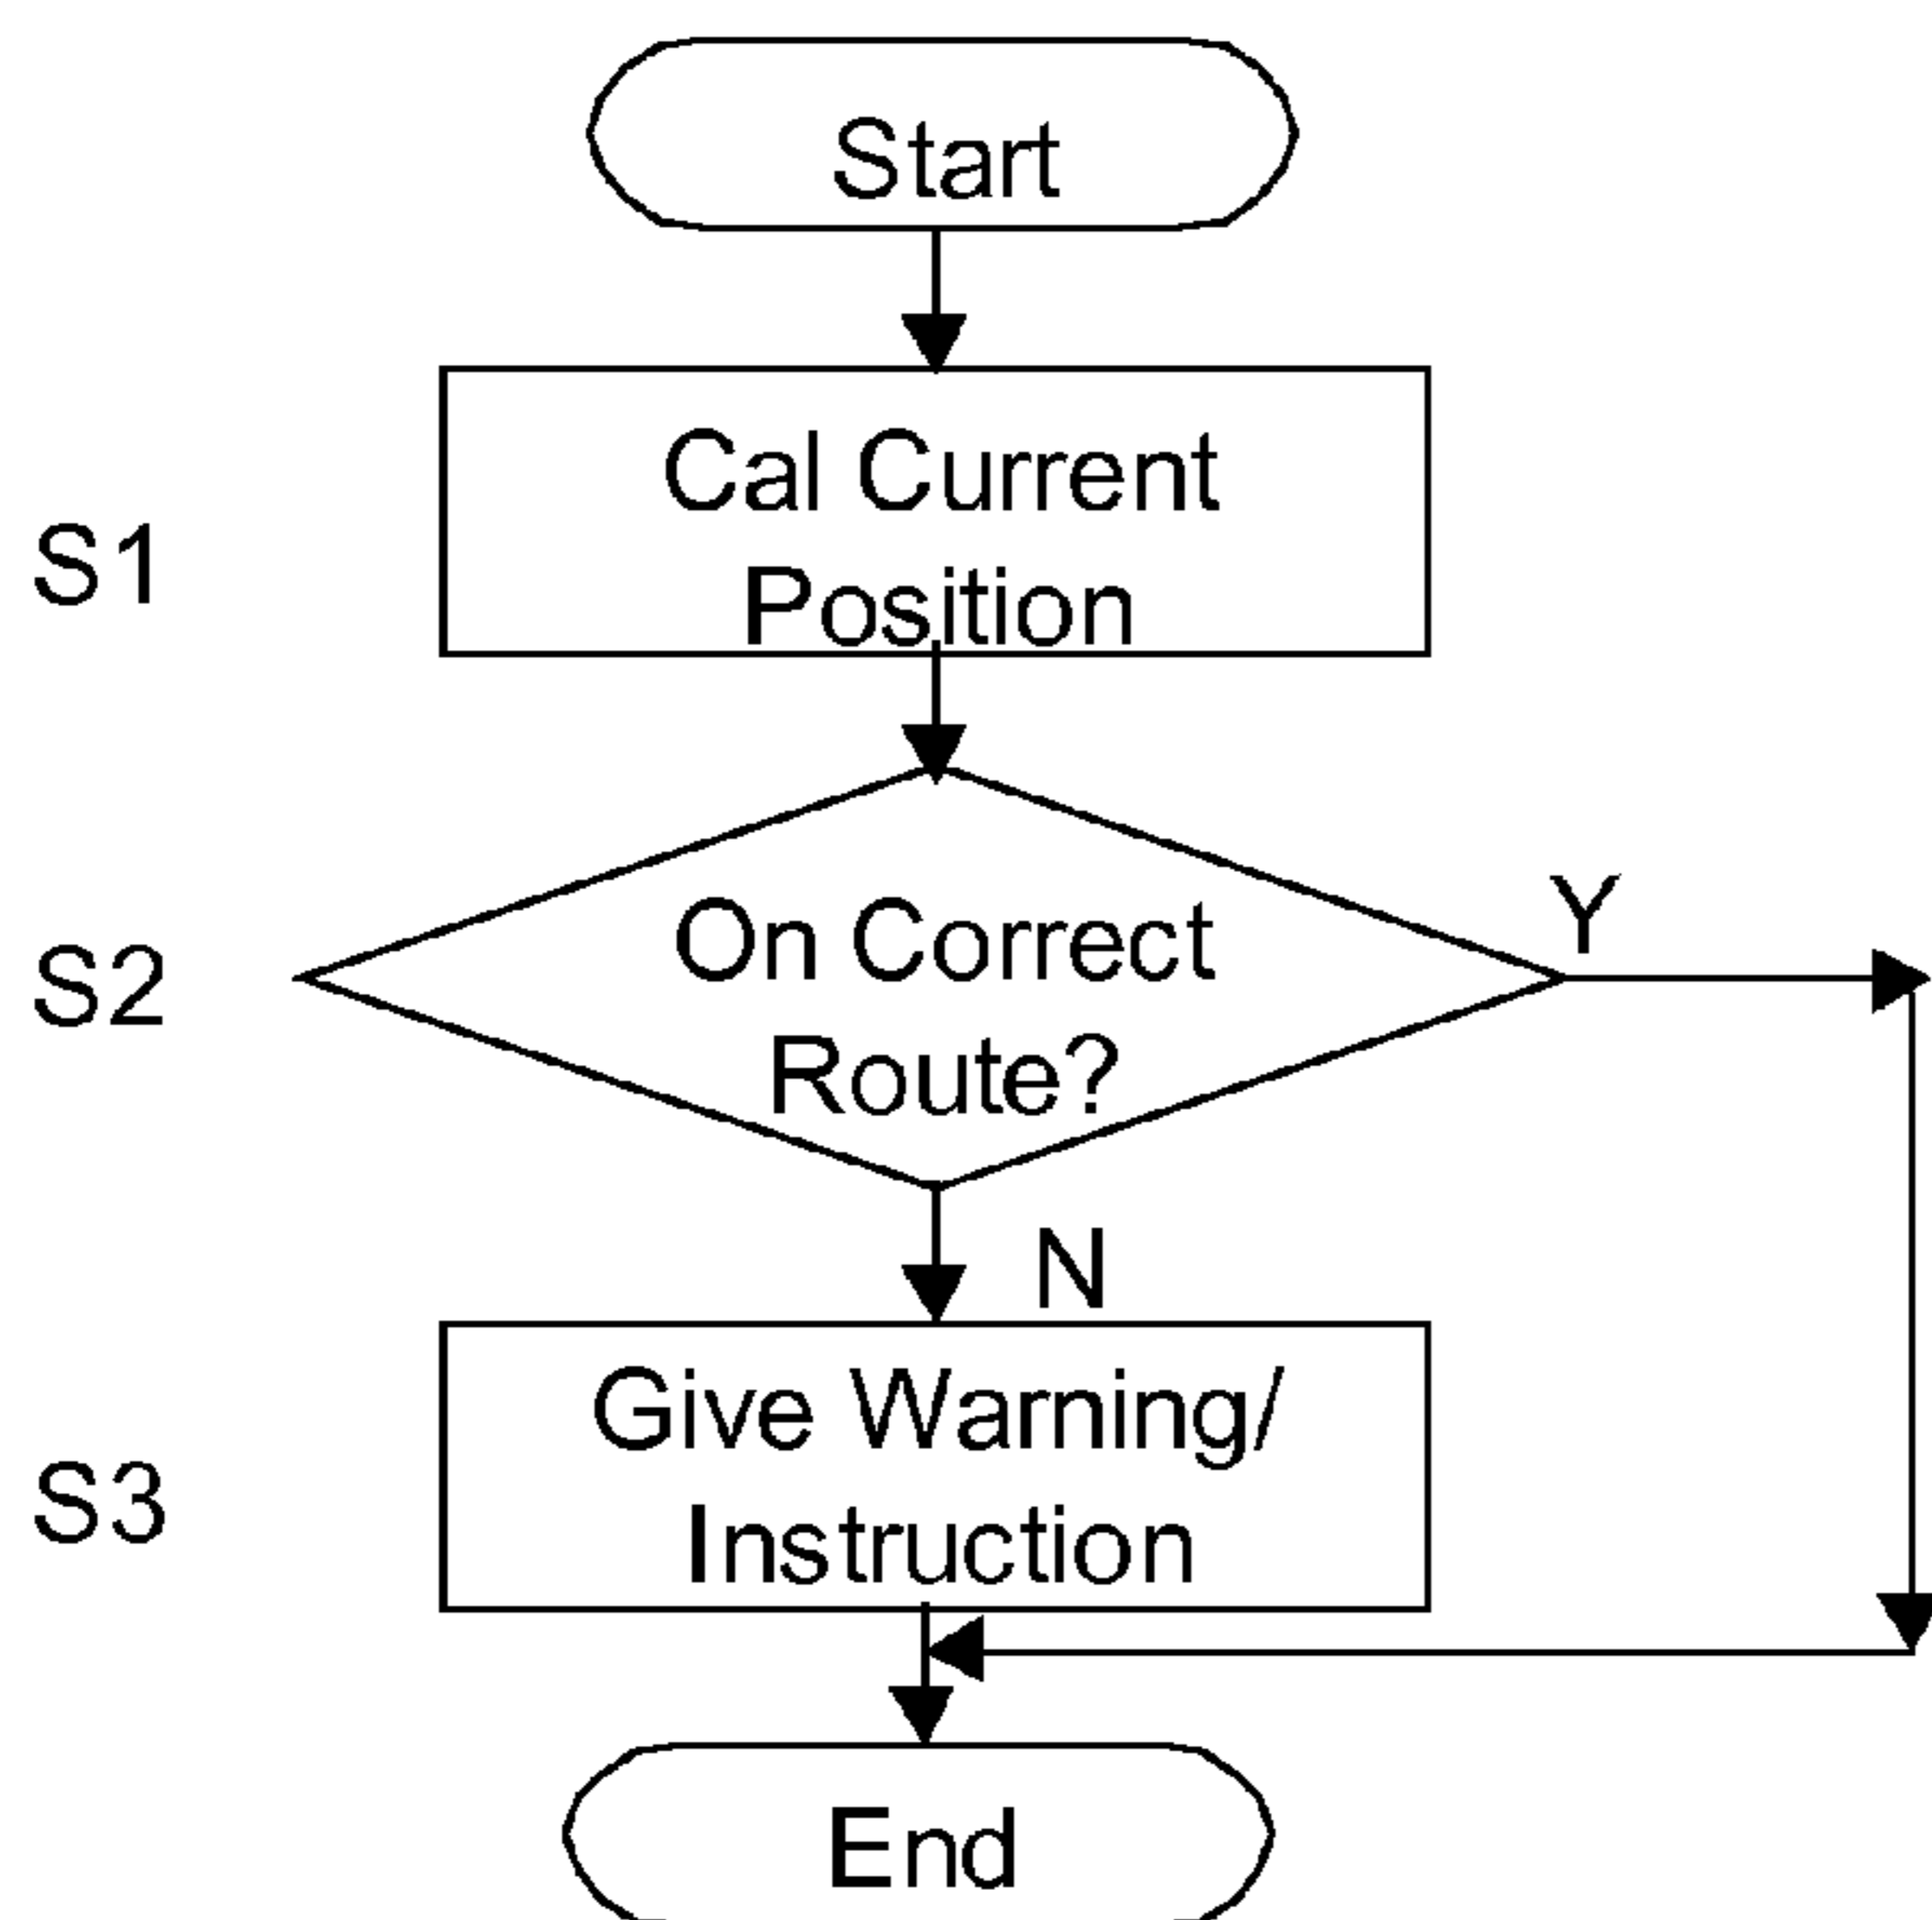 Start
S1
Cal Current
Position
S2
On Correct
Route?
Y
N
S3
Give Warning/
Instruction
End